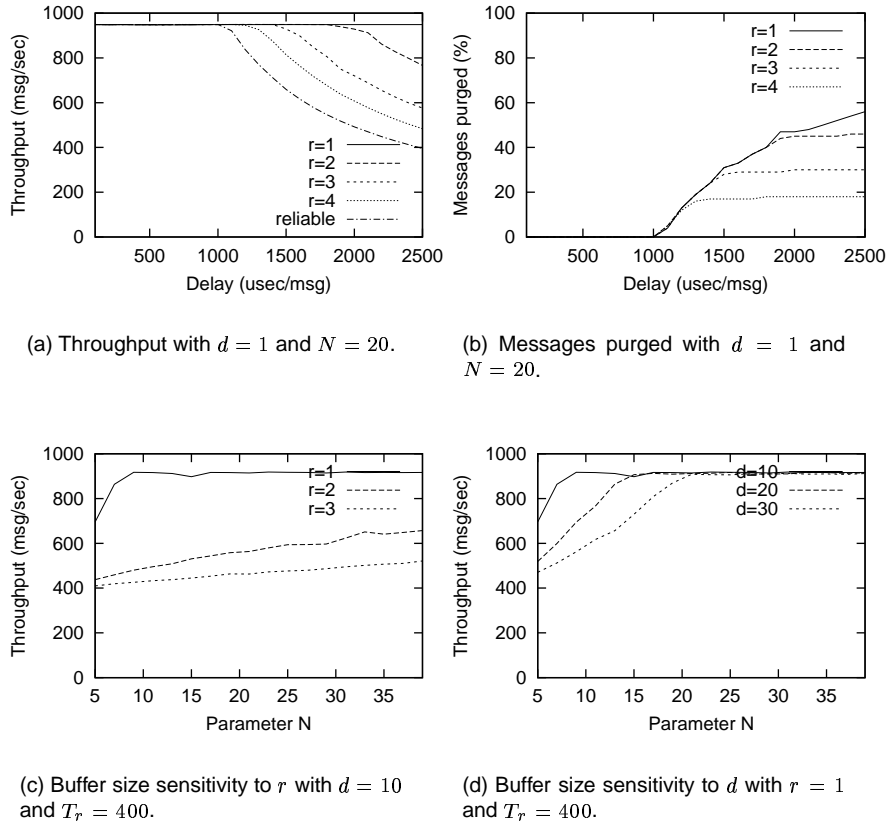 1000
800
600
400
200
0
Throughput (msg/sec)
r=1
r=2
r=3
r=4
reliable
500 1000 1500 2000 2500
Delay (usec/msg)
(a) Throughput with d = 1 and N = 20.
100
80
60
40
20
0
Messages purged (%)
r=1
r=2
r=3
r=4
500 1000 1500 2000 2500
Delay (usec/msg)
(b) Messages purged with d = 1 and
N = 20.
1000
800
600
400
200
0
Throughput (msg/sec)
r=1
r=2
r=3
5 10 15 20 25 30 35
Parameter N
(c) Buffer size sensitivity to r with d = 10
and Tr = 400.
1000
800
600
400
200
0
Throughput (msg/sec)
d=10
d=20
d=30
5 10 15 20 25 30 35
Parameter N
(d) Buffer size sensitivity to d with r = 1
and Tr = 400.